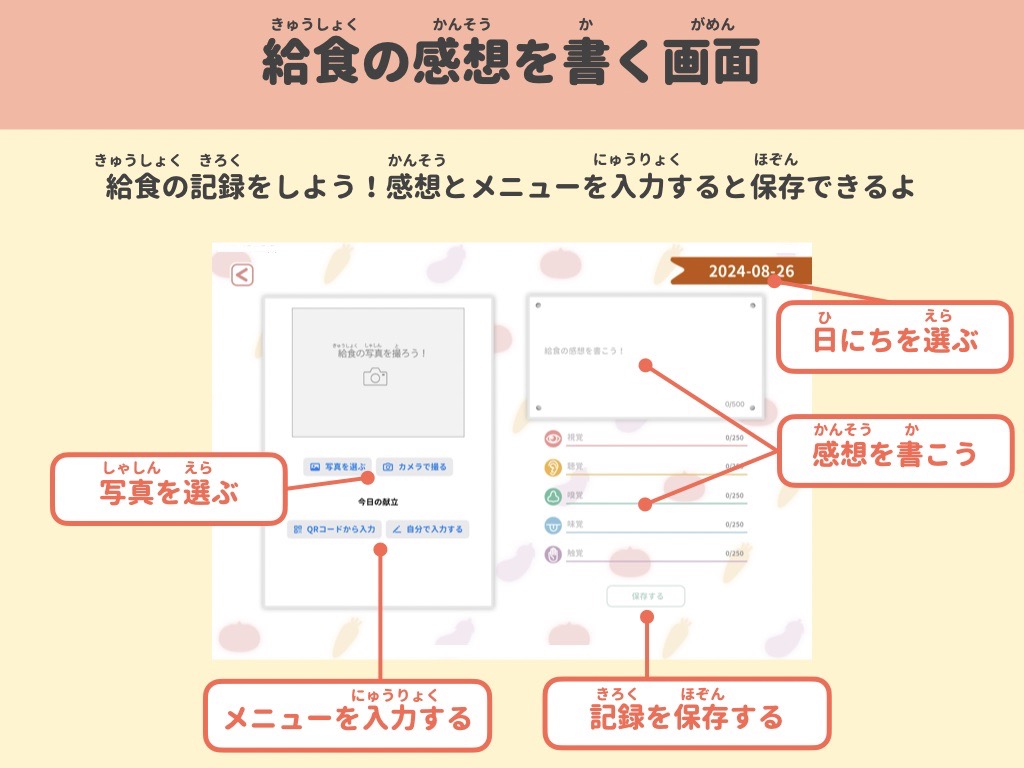 きゅうしょく かんそう か がめん
給食の感想を書く画面
きゅうしょく きろく かんそう にゅうりょく ほぞん
給食の記録をしよう！感想とメニューを入力すると保存できるよ
2024-08-26
ひ えら
日にちを選ぶ
きゅうしょく しゃしん と
給食の写真を撮ろう！
給食の感想を書こう！
0/500
かんそう か
感想を書こう
視覚 0/250
聴覚 0/250
嗅覚 0/250
味覚 0/250
触覚 0/250
写真を選ぶ カメラで撮る
しゃしん えら
写真を選ぶ
今日の献立
QRコードから入力 自分で入力する
保存する
にゅうりょく
メニューを入力する
きろく ほぞん
記録を保存する